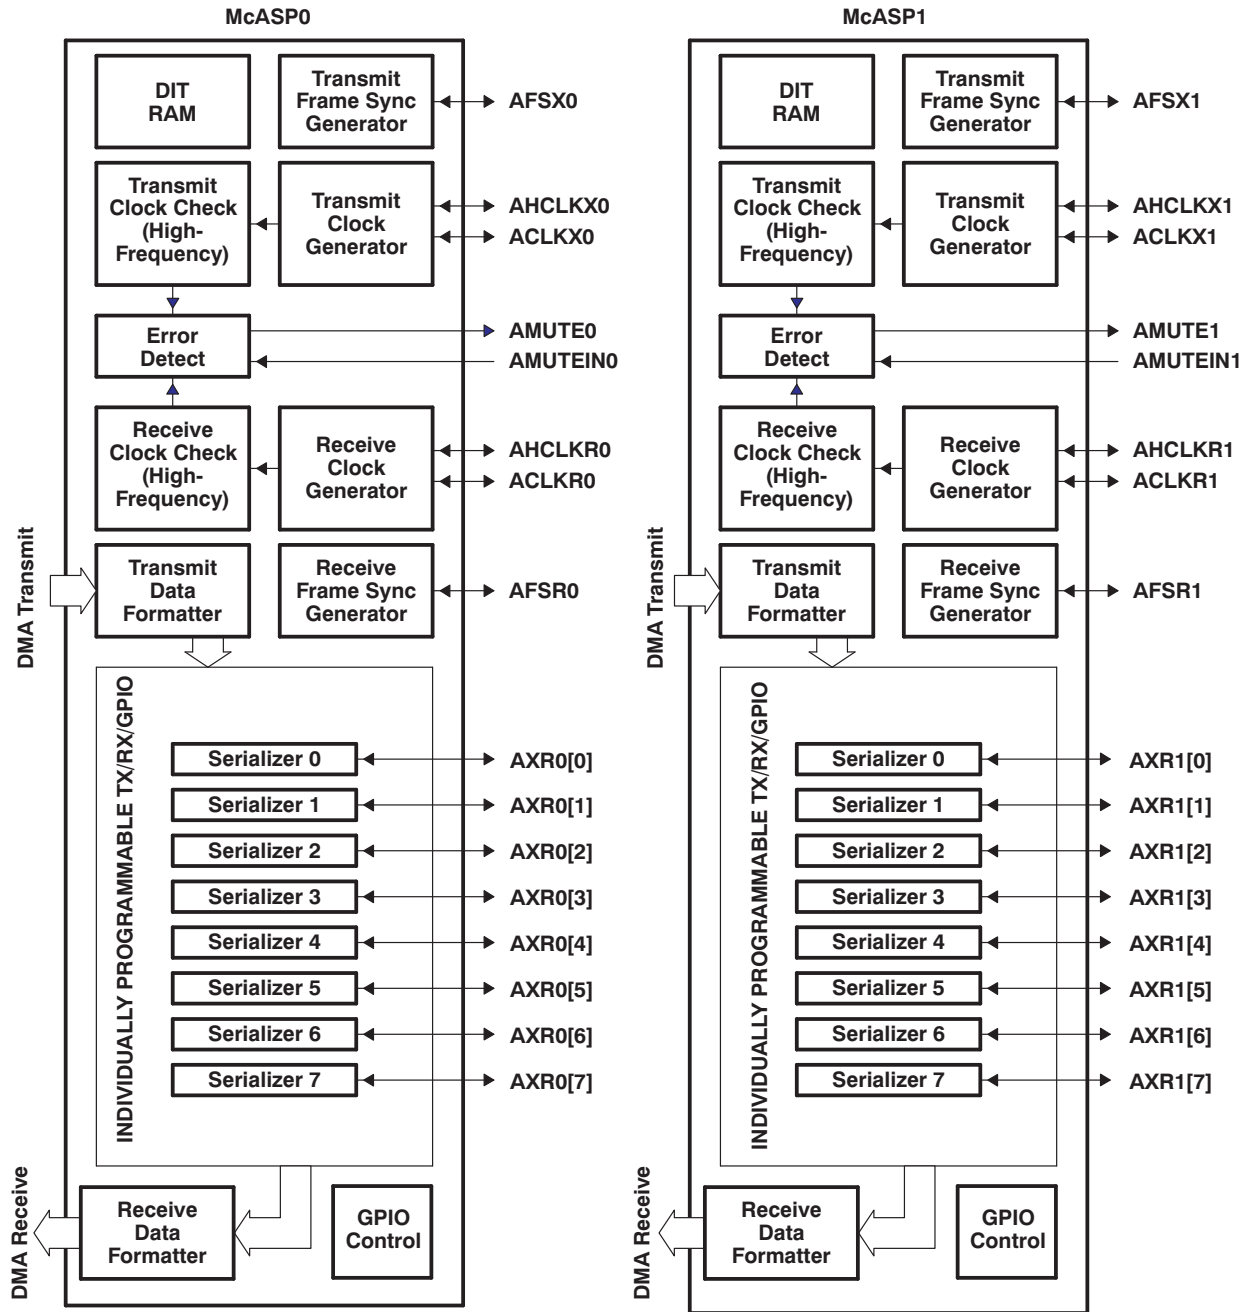 McASP0
DIT
RAM
Transmit
Frame Sync
Generator
AFSX0
Transmit
Clock Check
(High-
Frequency)
Transmit
Clock
Generator
AHCLKX0
ACLKX0
Error
Detect
AMUTE0
AMUTEIN0
Receive
Clock Check
(High-
Frequency)
Receive
Clock
Generator
AHCLKR0
ACLKR0
DMA Transmit
Transmit
Data
Formatter
Receive
Frame Sync
Generator
AFSR0
INDIVIDUALLY PROGRAMMABLE TX/RX/GPIO
Serializer 0
AXR0[0]
Serializer 1
AXR0[1]
Serializer 2
AXR0[2]
Serializer 3
AXR0[3]
Serializer 4
AXR0[4]
Serializer 5
AXR0[5]
Serializer 6
AXR0[6]
Serializer 7
AXR0[7]
DMA Receive
Receive
Data
Formatter
GPIO
Control
McASP1
DIT
RAM
Transmit
Frame Sync
Generator
AFSX1
Transmit
Clock Check
(High-
Frequency)
Transmit
Clock
Generator
AHCLKX1
ACLKX1
Error
Detect
AMUTE1
AMUTEIN1
Receive
Clock Check
(High-
Frequency)
Receive
Clock
Generator
AHCLKR1
ACLKR1
DMA Transmit
Transmit
Data
Formatter
Receive
Frame Sync
Generator
AFSR1
INDIVIDUALLY PROGRAMMABLE TX/RX/GPIO
Serializer 0
AXR1[0]
Serializer 1
AXR1[1]
Serializer 2
AXR1[2]
Serializer 3
AXR1[3]
Serializer 4
AXR1[4]
Serializer 5
AXR1[5]
Serializer 6
AXR1[6]
Serializer 7
AXR1[7]
DMA Receive
Receive
Data
Formatter
GPIO
Control